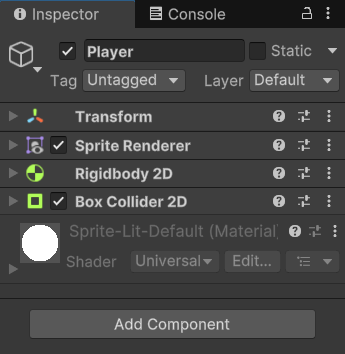 Inspector Console
Player Static
Tag Untagged Layer Default
Transform
Sprite Renderer
Rigidbody 2D
Box Collider 2D
Sprite-Lit-Default (Material)
Shader Universal Edit...
Add Component